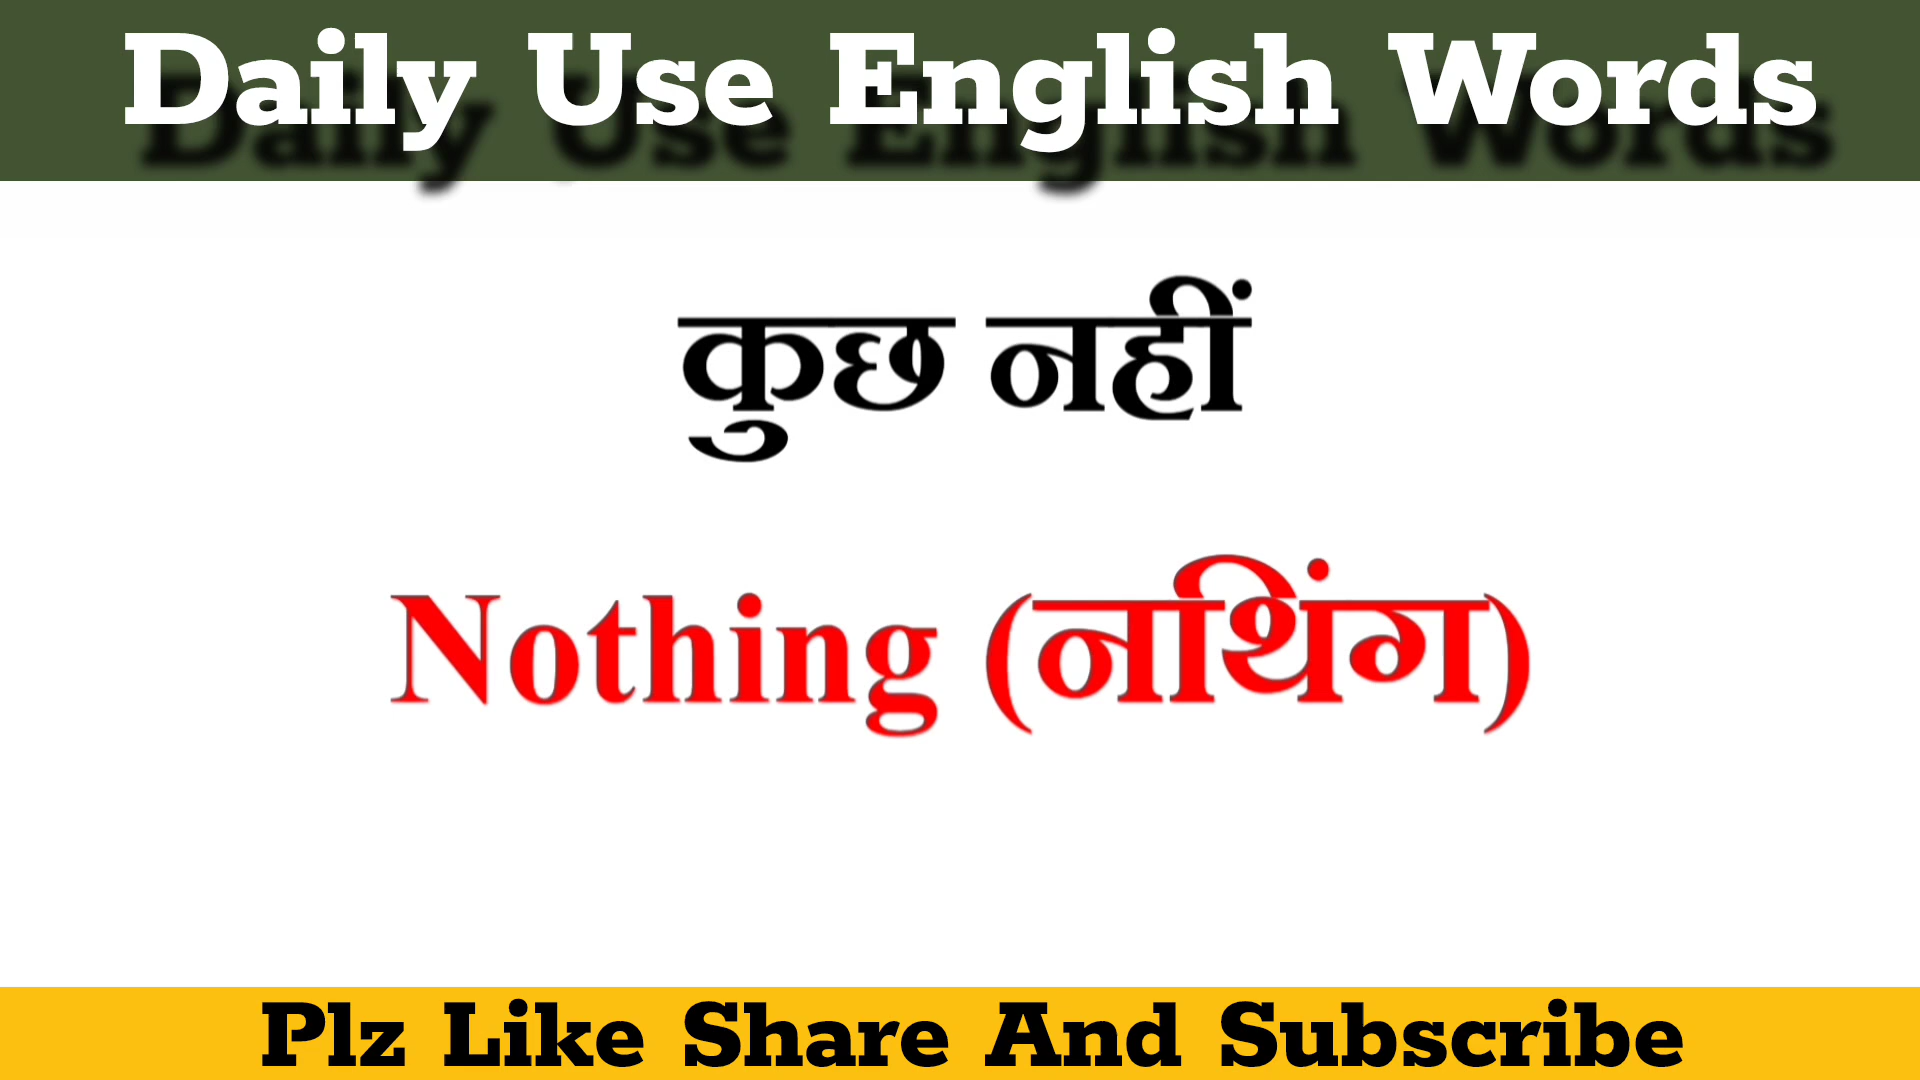 Daily Use English Words
कुछ नहीं
Nothing (नथिंग)
Plz Like Share And Subscribe